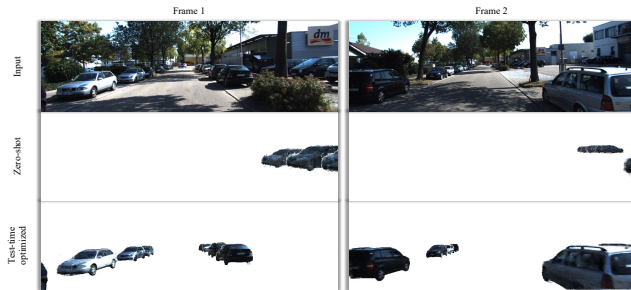 Frame 1
Frame 2
Input
dm
Zero-shot
Test-time
optimized